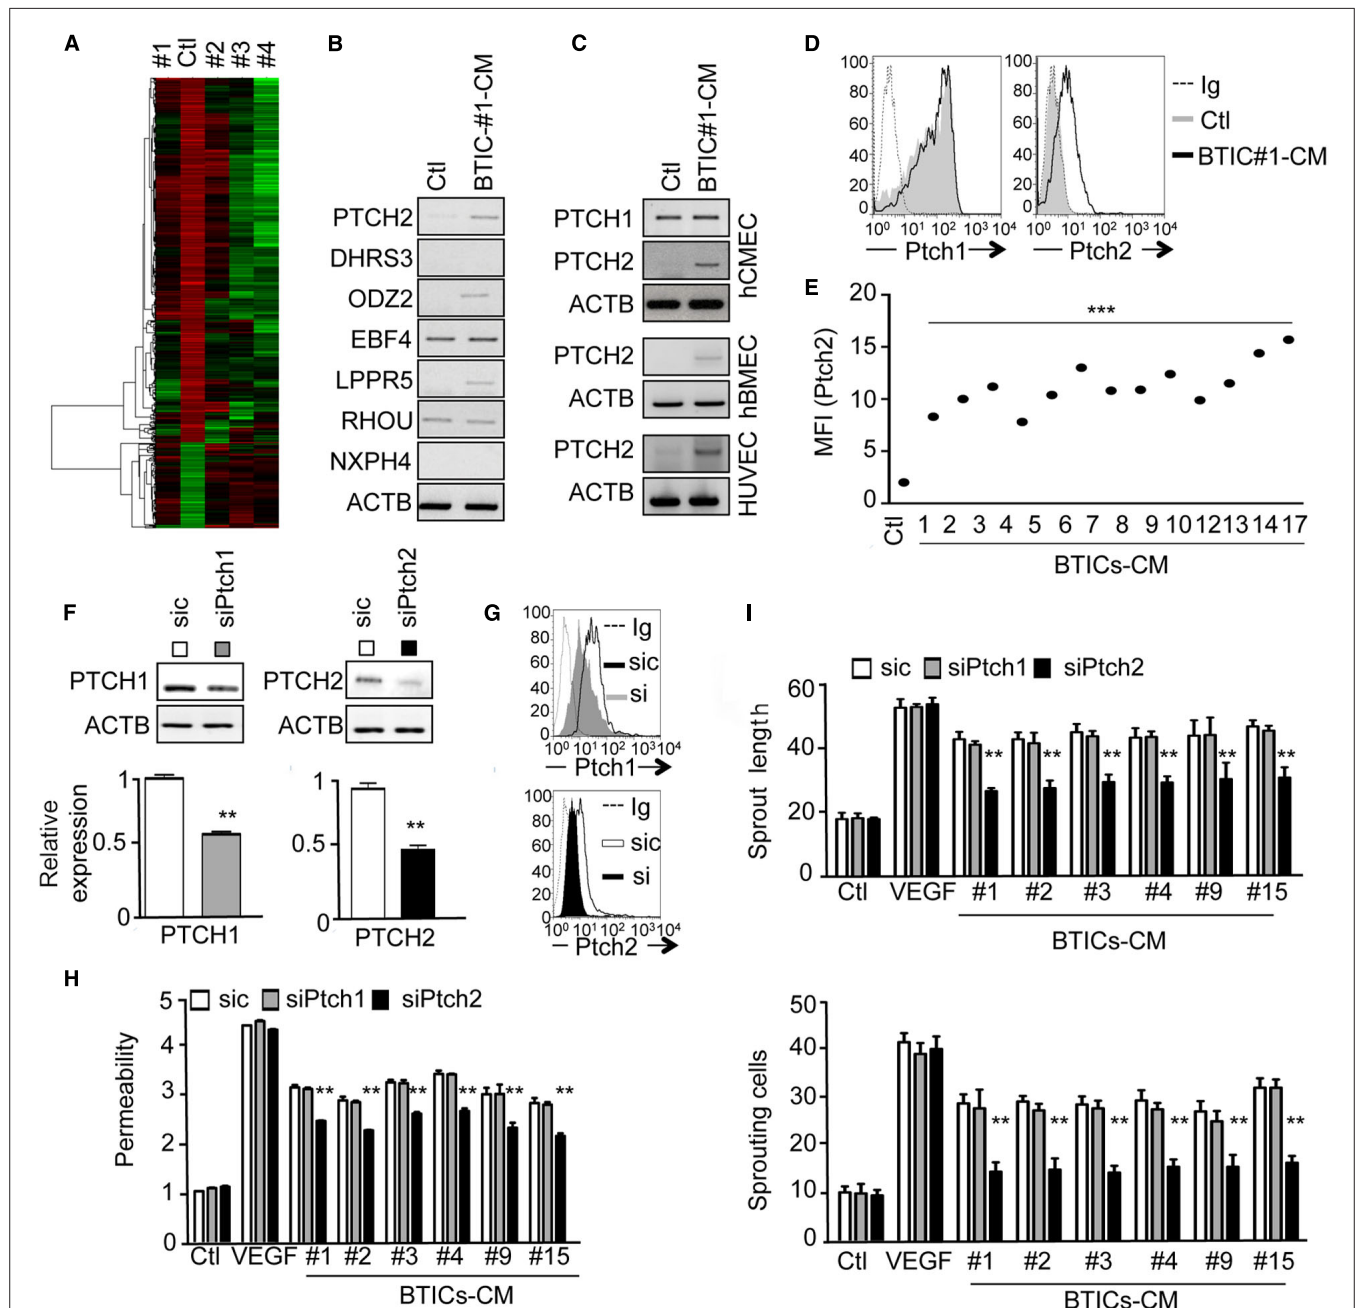 A
#1 Ctl #2 #3 #4
B
Ctl BTIC-#1-CM
PTCH2
DHRS3
ODZ2
EBF4
LPPR5
RHOU
NXPH4
ACTB
C
Ctl BTIC#1-CM
PTCH1
PTCH2
ACTB
hCMEC
PTCH2
ACTB
hBMEC
PTCH2
ACTB
HUVEC
D
100
80
60
40
20
0
10⁰ 10¹ 10² 10³ 10⁴
Ptch1
100
80
60
40
20
0
10⁰ 10¹ 10² 10³ 10⁴
Ptch2
Ig
Ctl
BTIC#1-CM
E
MFI (Ptch2)
20
15
10
5
0
***
Ctl 1 2 3 4 5 6 7 8 9 10 12 13 14 17
BTICs-CM
F
sic siPtch1
PTCH1
ACTB
Relative expression
1
0.5
0
**
PTCH1
sic siPtch2
PTCH2
ACTB
1
0.5
0
**
PTCH2
G
100
80
60
40
20
0
Ig
sic
si
10⁰ 10¹ 10² 10³ 10⁴
Ptch1
100
80
60
40
20
0
Ig
sic
si
10⁰ 10¹ 10² 10³ 10⁴
Ptch2
H
sic siPtch1 siPtch2
Permeability
5
4
3
2
1
0
** ** ** ** ** **
Ctl VEGF #1 #2 #3 #4 #9 #15
BTICs-CM
I
sic siPtch1 siPtch2
Sprout length
60
40
20
0
** ** ** ** ** **
Ctl VEGF #1 #2 #3 #4 #9 #15
BTICs-CM
Sprouting cells
50
40
30
20
10
0
** ** ** ** ** **
Ctl VEGF #1 #2 #3 #4 #9 #15
BTICs-CM